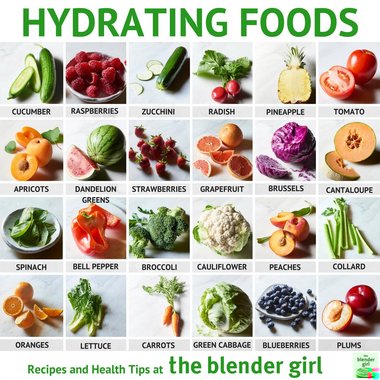 HYDRATING FOODS
CUCUMBER
RASPBERRIES
ZUCCHINI
RADISH
PINEAPPLE
TOMATO
APRICOTS
DANDELION
GREENS
STRAWBERRIES
GRAPEFRUIT
BRUSSELS
CANTALOUPE
SPINACH
BELL PEPPER
BROCCOLI
CAULIFLOWER
PEACHES
COLLARD
ORANGES
LETTUCE
CARROTS
GREEN CABBAGE
BLUEBERRIES
PLUMS
Recipes and Health Tips at the blender girl
the
blender
girl